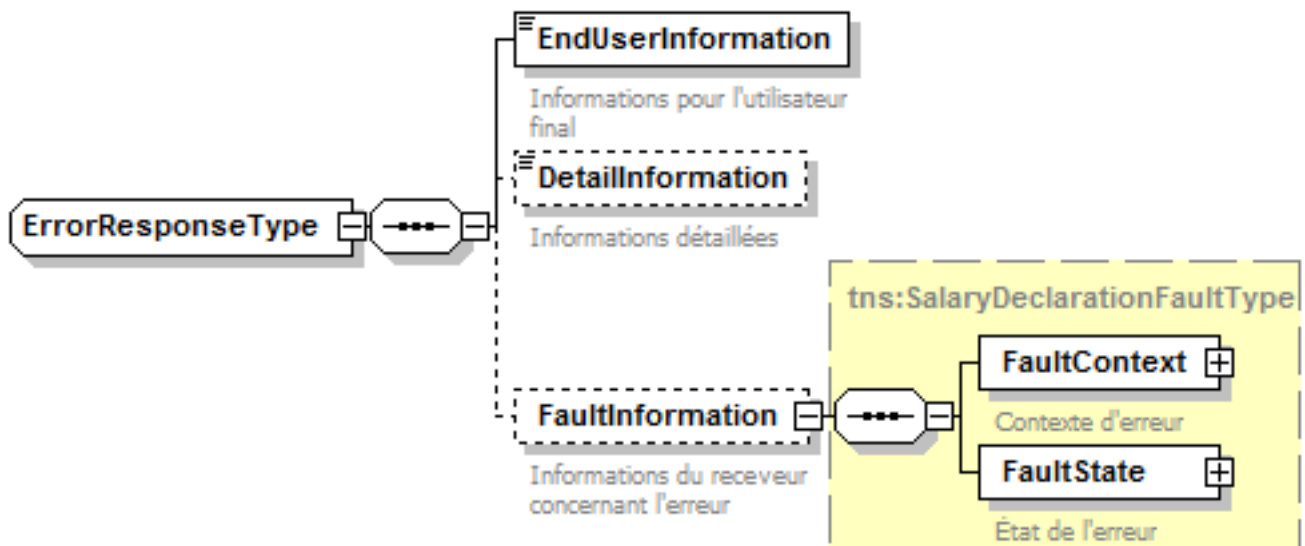 EndUserInformation
Informations pour l'utilisateur
final
DetailInformation
Informations détaillées
ErrorResponseType
tns:SalaryDeclarationFaultType
FaultContext
Contexte d'erreur
FaultInformation
Informations du receveur
concernant l'erreur
FaultState
État de l'erreur